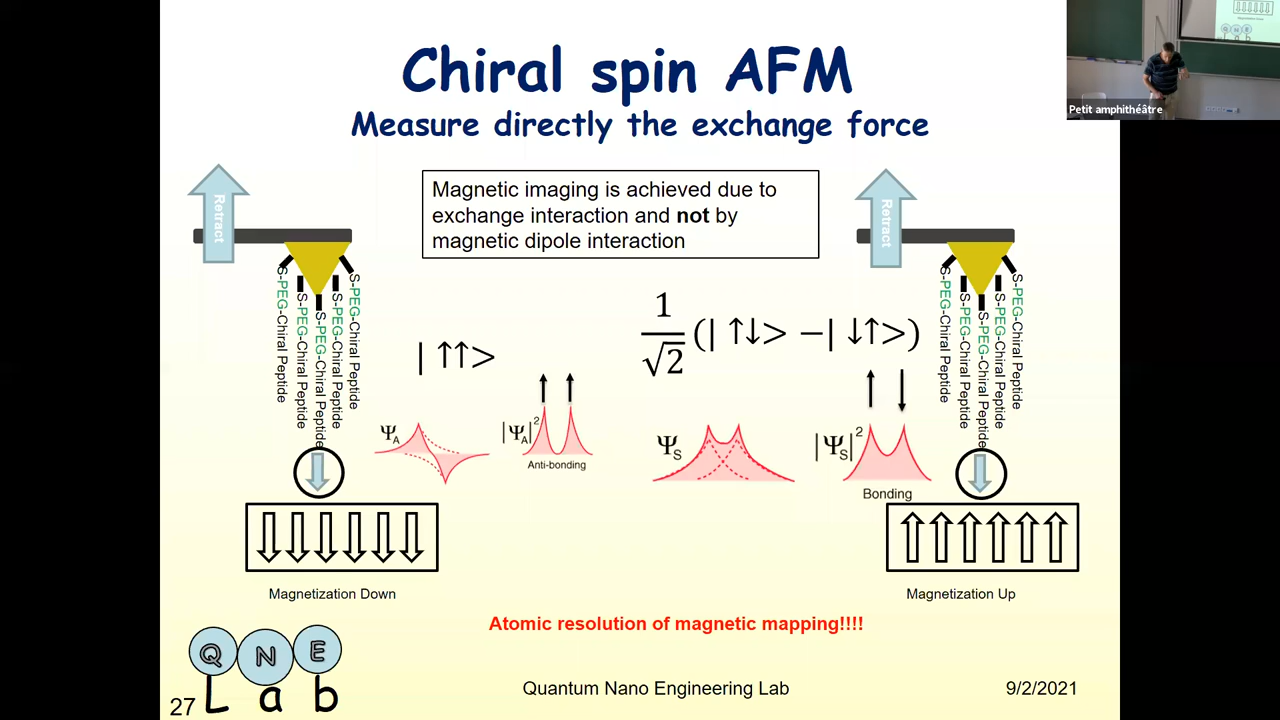 Chiral spin AFM
Measure directly the exchange force
Petit amphithéâtre
Retract
Magnetic imaging is achieved due to
exchange interaction and not by
magnetic dipole interaction
Retract
S-PEG-Chiral Peptide
S-PEG-Chiral Peptide
S-PEG-Chiral Peptide
S-PEG-Chiral Peptide
S-PEG-Chiral Peptide
S-PEG-Chiral Peptide
S-PEG-Chiral Peptide
S-PEG-Chiral Peptide
S-PEG-Chiral Peptide
S-PEG-Chiral Peptide
| ↑↑>
1/√2 (| ↑↓> −| ↓↑>)
Ψ_A
|Ψ_A|²
Anti-bonding
Ψ_S
|Ψ_S|²
Bonding
Magnetization Down
Magnetization Up
Atomic resolution of magnetic mapping!!!!
QNE
Lab
27
Quantum Nano Engineering Lab
9/2/2021